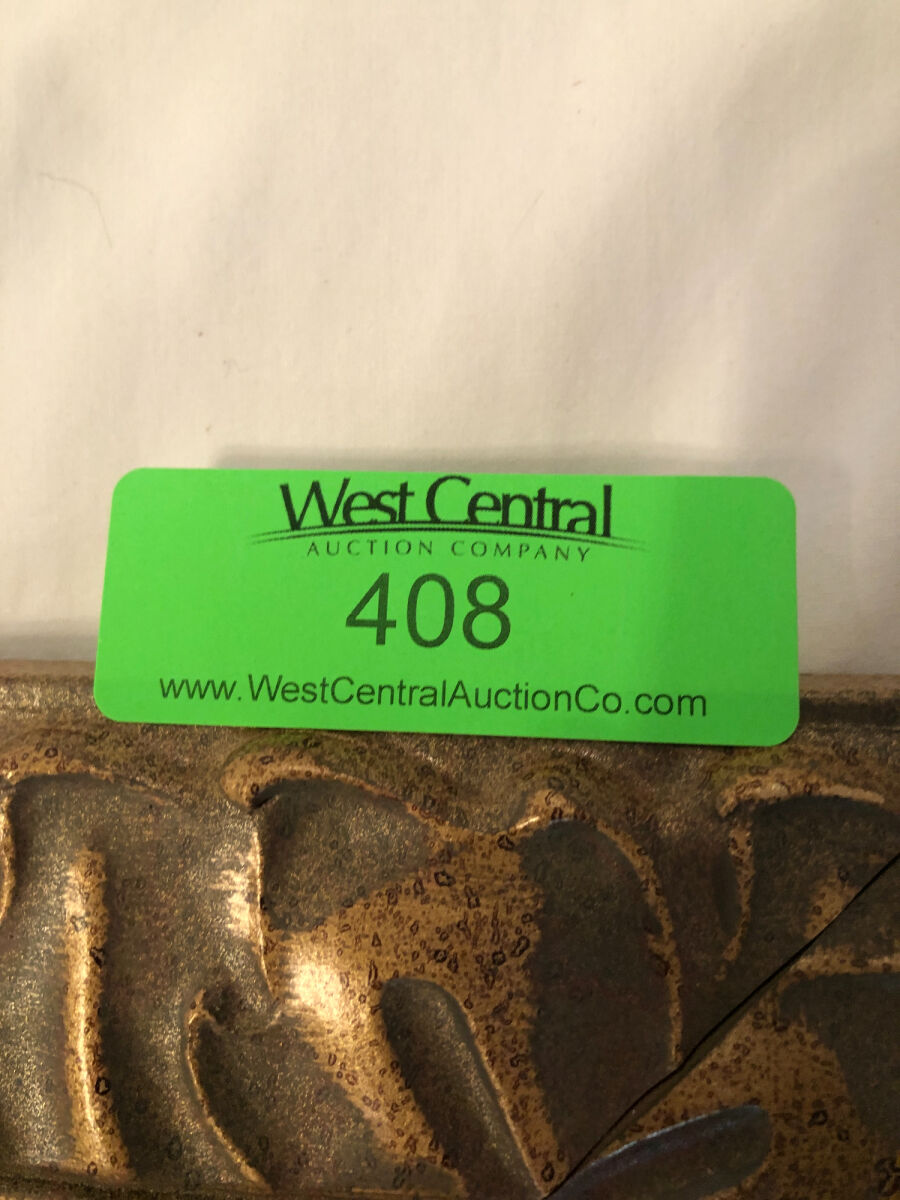 West Central
AUCTION COMPANY
408
www.WestCentralAuctionCo.com